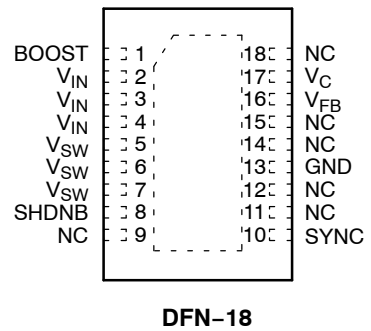 BOOST 1 18 NC
VIN 2 17 VC
VIN 3 16 VFB
VIN 4 15 NC
VSW 5 14 NC
VSW 6 13 GND
VSW 7 12 NC
SHDNB 8 11 NC
NC 9 10 SYNC
DFN−18